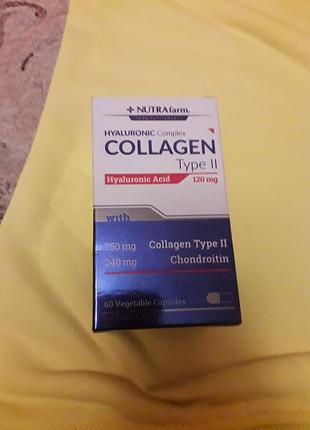 + NUTRAfarm.
HYALURONIC Complex
COLLAGEN
Type II
Hyaluronic Acid 120 mg
with
750 mg Collagen Type II
240 mg Chondroitin
60 Vegetable Capsules